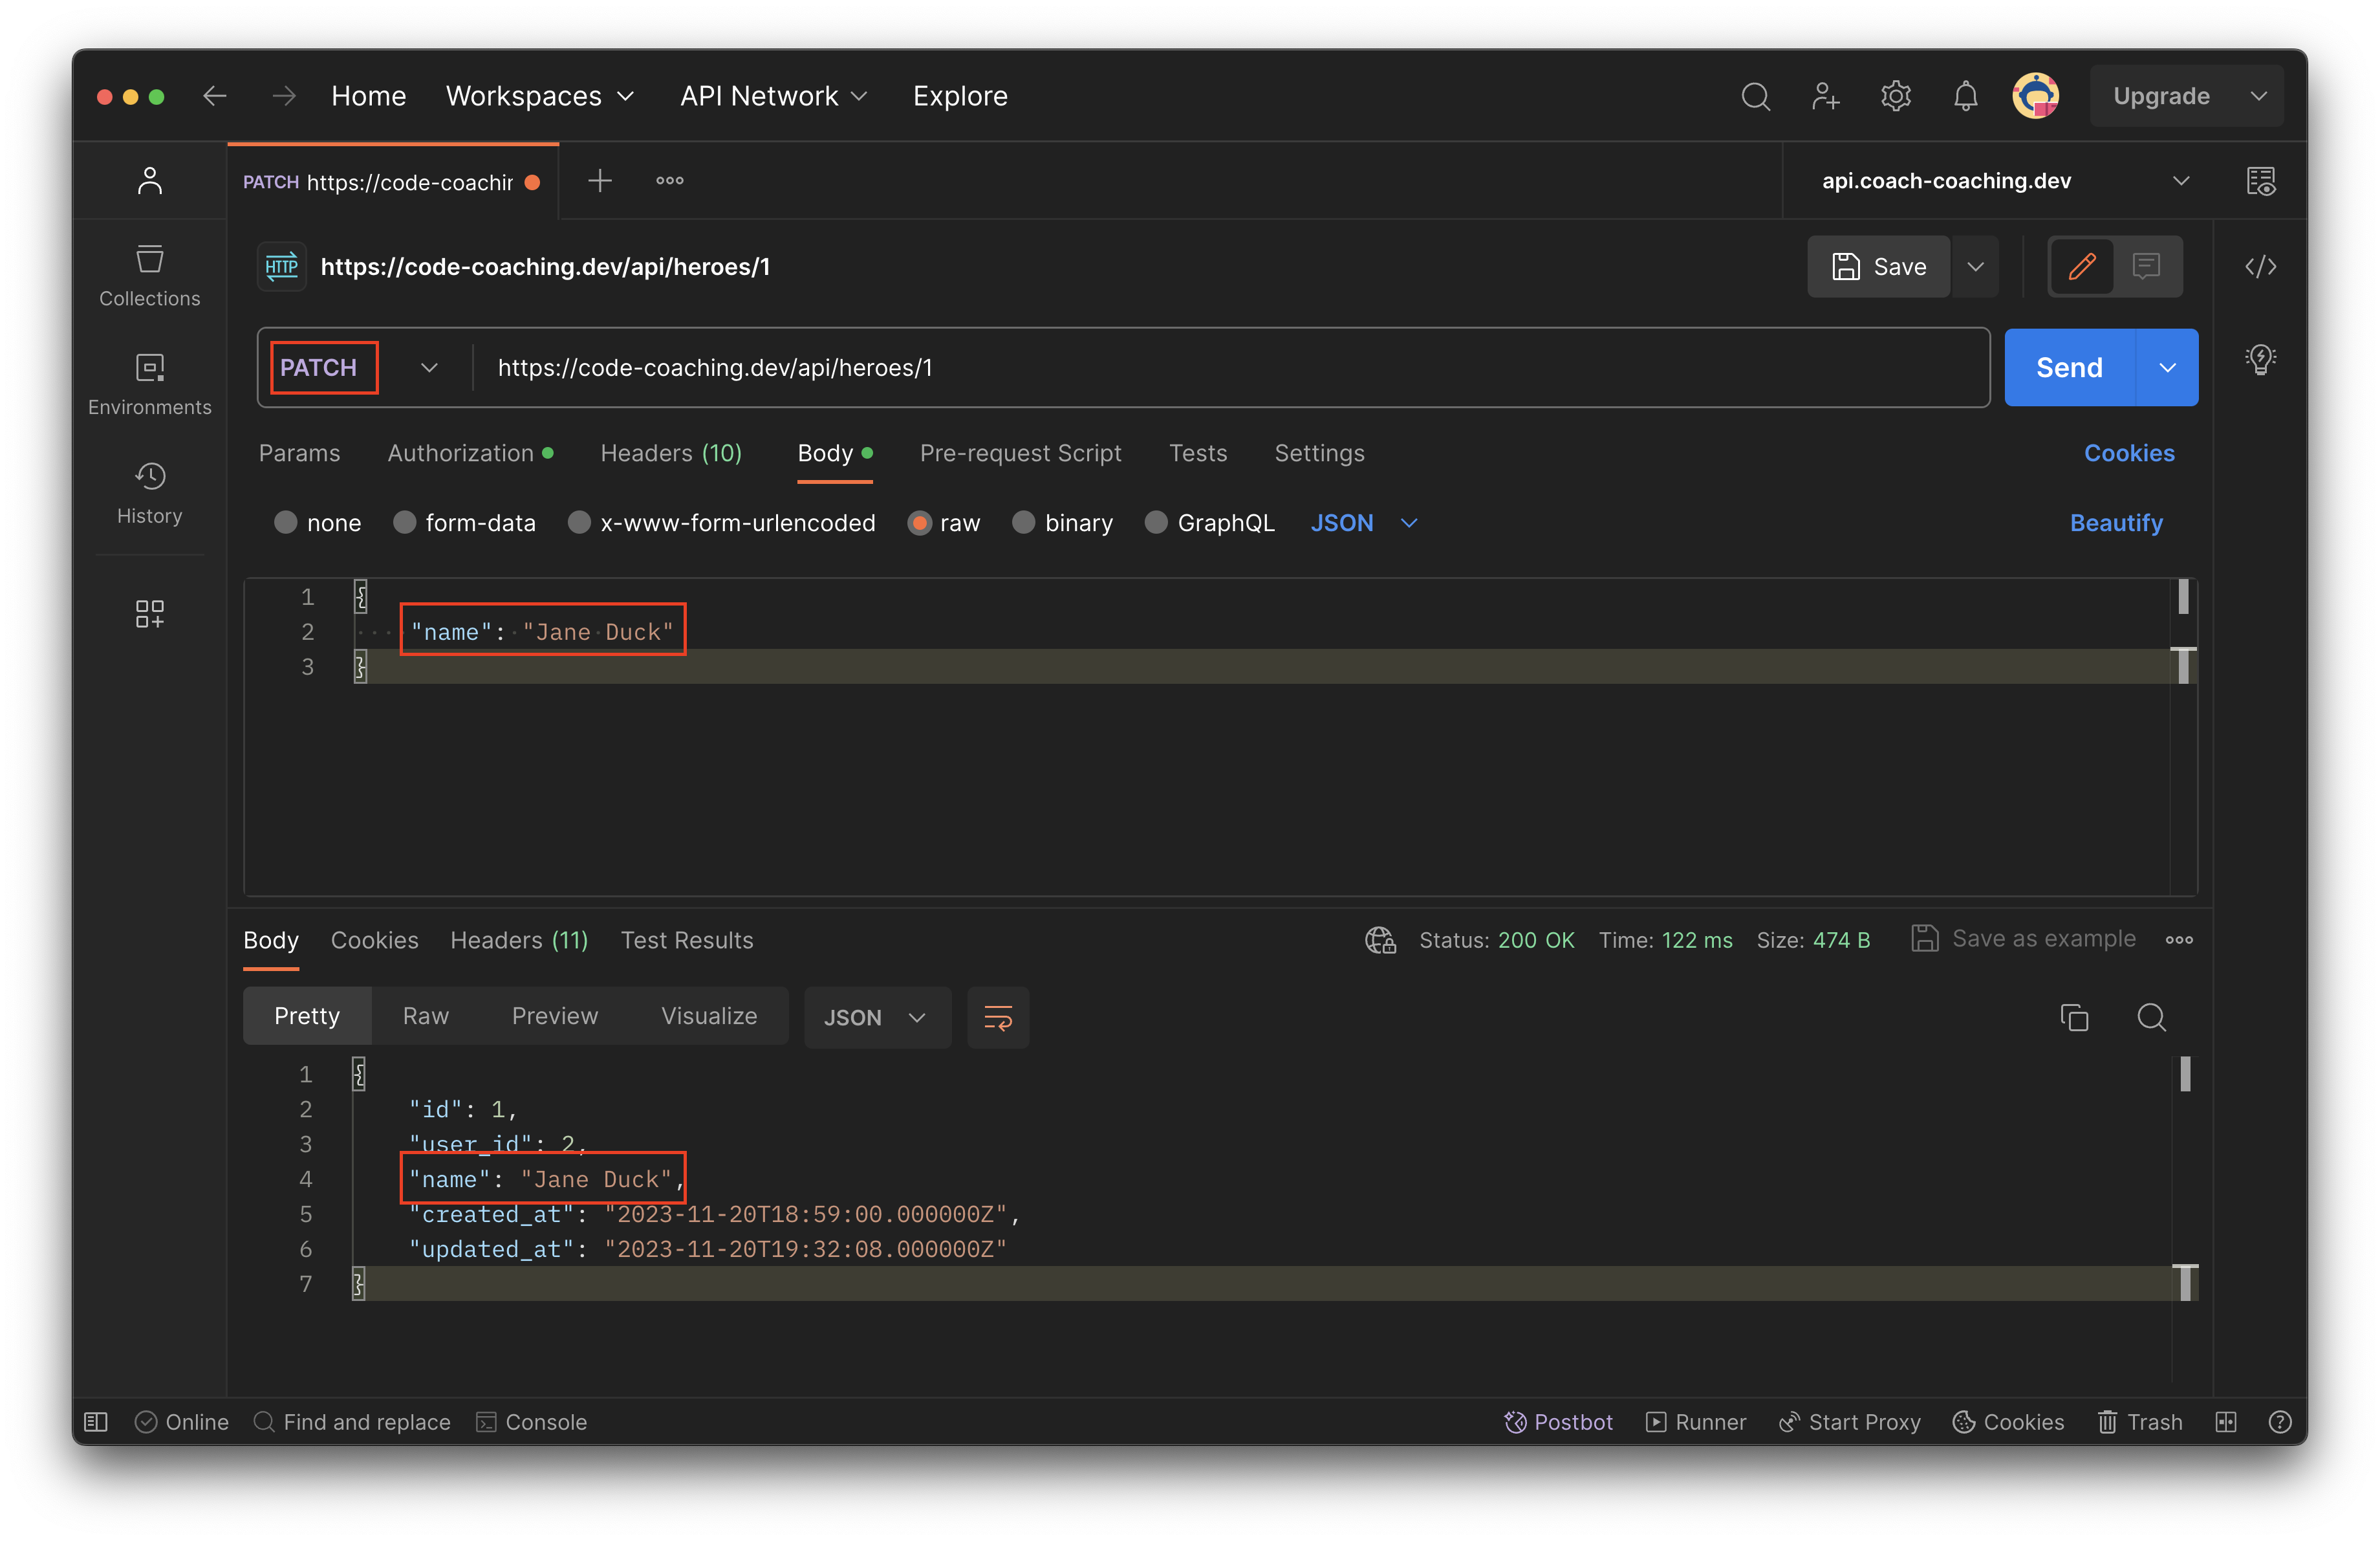 Home Workspaces API Network Explore Upgrade
PATCH https://code-coachir api.coach-coaching.dev
HTTP https://code-coaching.dev/api/heroes/1 Save
Collections
PATCH https://code-coaching.dev/api/heroes/1 Send
Environments
Params Authorization Headers (10) Body Pre-request Script Tests Settings Cookies
History
none form-data x-www-form-urlencoded raw binary GraphQL JSON Beautify
1 {
2 "name": "Jane Duck"
3 }
Body Cookies Headers (11) Test Results Status: 200 OK Time: 122 ms Size: 474 B Save as example
Pretty Raw Preview Visualize JSON
1 {
2 "id": 1,
3 "user_id": 2,
4 "name": "Jane Duck",
5 "created_at": "2023-11-20T18:59:00.000000Z",
6 "updated_at": "2023-11-20T19:32:08.000000Z"
7 }
Online Find and replace Console Postbot Runner Start Proxy Cookies Trash